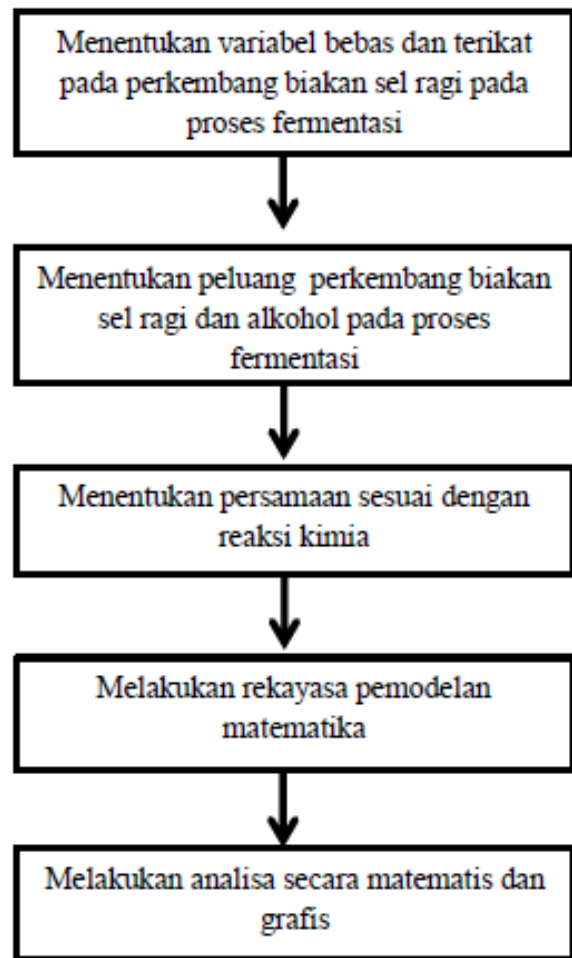 Menentukan variabel bebas dan terikat
pada perkembang biakan sel ragi pada
proses fermentasi
Menentukan peluang perkembang biakan
sel ragi dan alkohol pada proses
fermentasi
Menentukan persamaan sesuai dengan
reaksi kimia
Melakukan rekayasa pemodelan
matematika
Melakukan analisa secara matematis dan
grafis